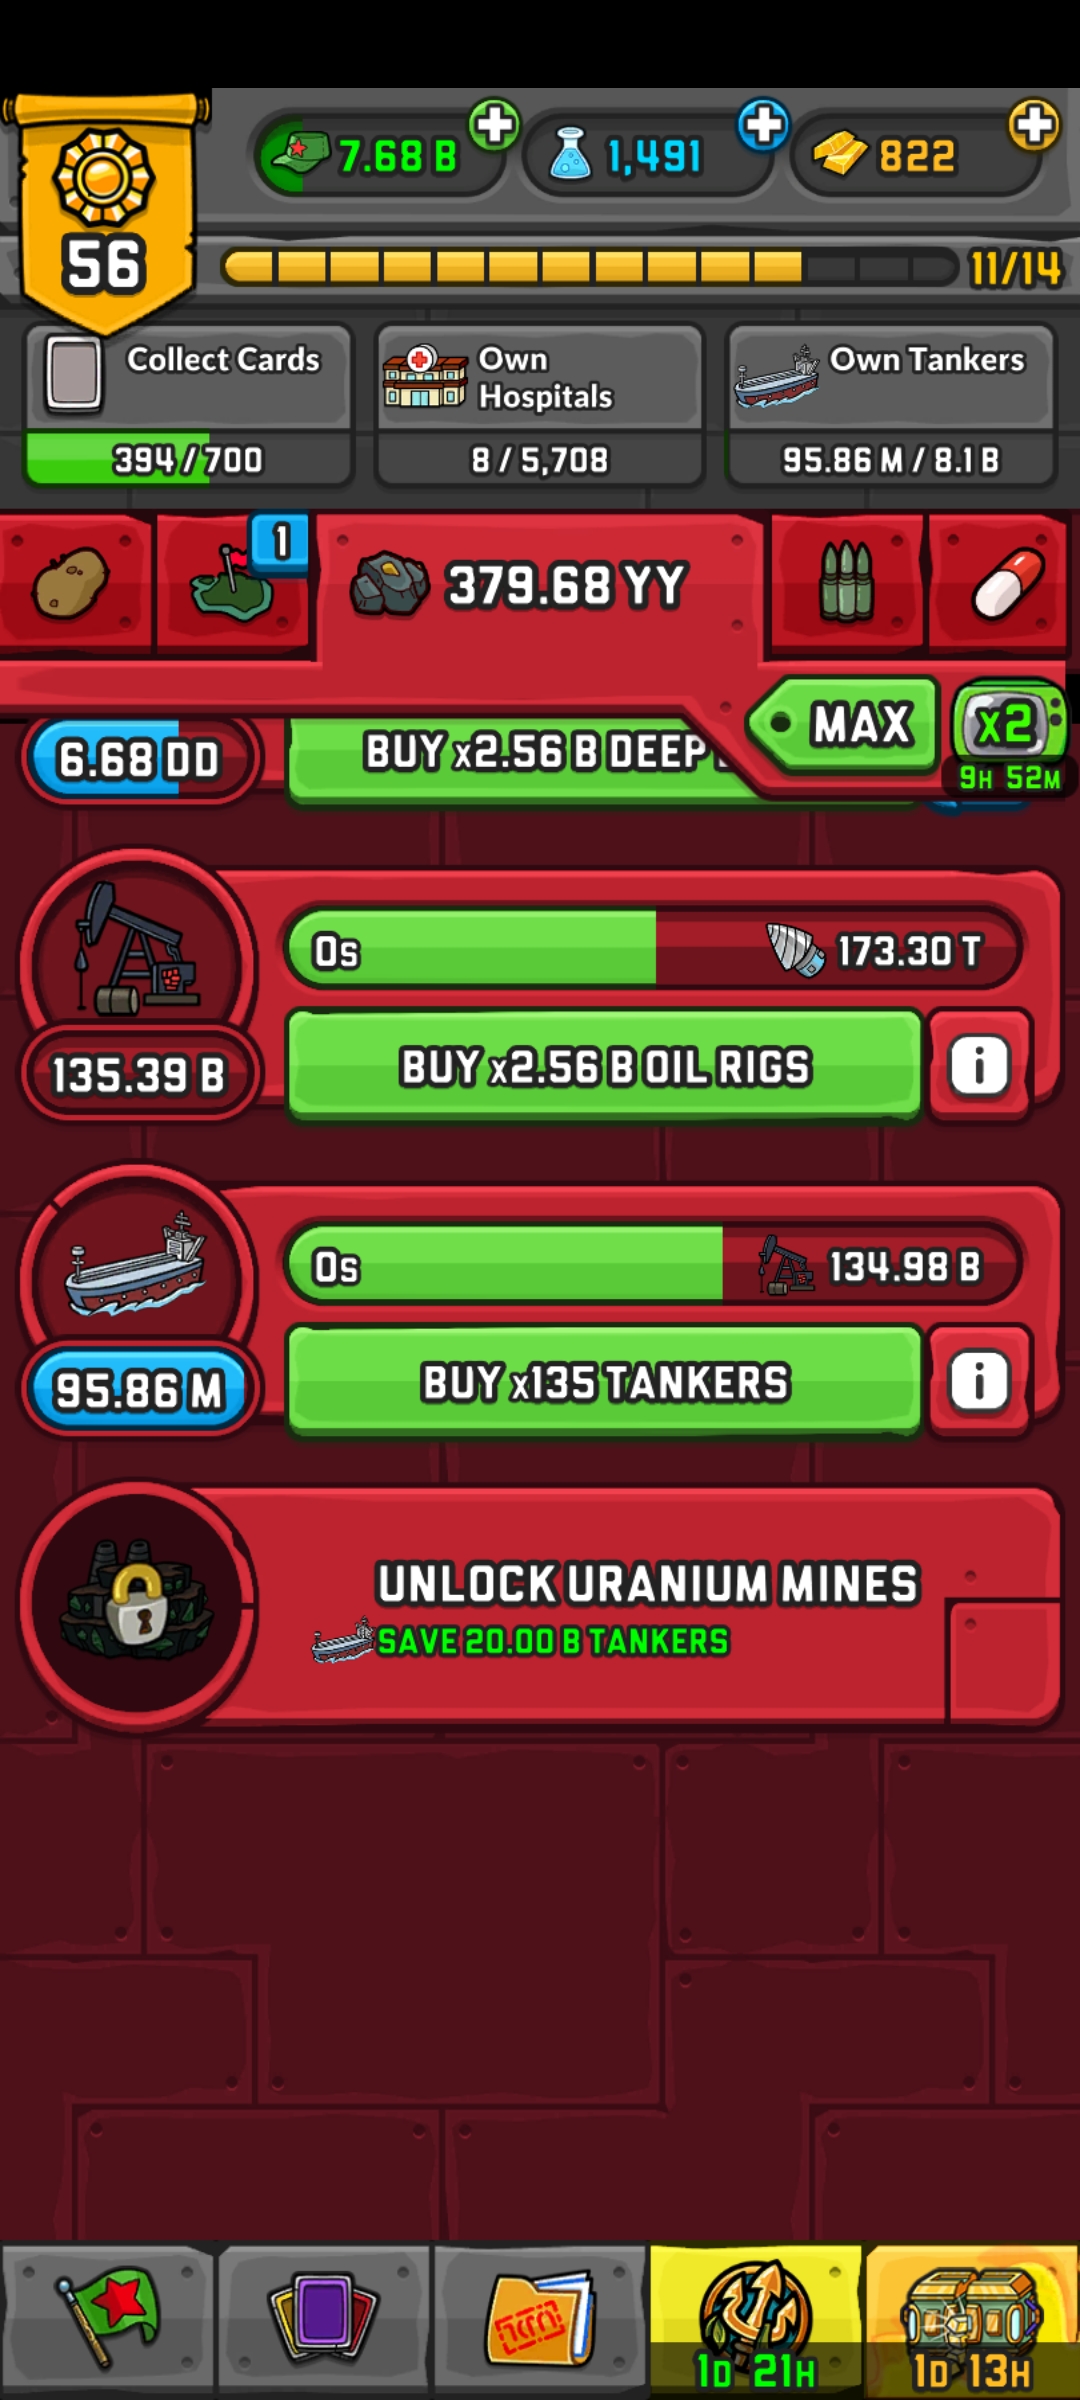 7.68 B
1,491
822
56
11/14
Collect Cards
394 / 700
Own
Hospitals
8 / 5,708
Own Tankers
95.86 M / 8.1 B
1
379.68 YY
MAX
X2
9H 52M
6.68 DD
BUY x2.56 B DEEP
0s
173.30 T
135.39 B
BUY x2.56 B OIL RIGS
i
0s
134.98 B
95.86 M
BUY x135 TANKERS
i
UNLOCK URANIUM MINES
SAVE 20.00 B TANKERS
1D 21H
1D 13H